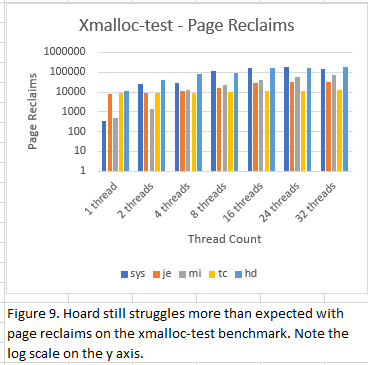 Xmalloc-test - Page Reclaims
Page Reclaims
1000000
100000
10000
1000
100
10
1
1 thread
2 threads
4 threads
8 threads
16 threads
24 threads
32 threads
Thread Count
sys je mi tc hd
Figure 9. Hoard still struggles more than expected with
page reclaims on the xmalloc-test benchmark. Note the
log scale on the y axis.